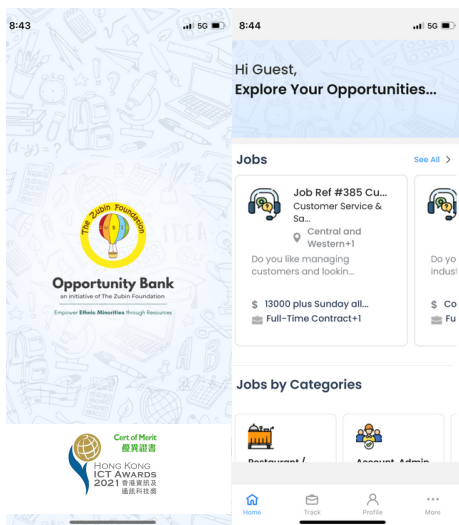 8:43
5G
The Zubin Foundation
Opportunity Bank
an initiative of The Zubin Foundation
Empower Ethnic Minorities through Resources
Cert of Merit
優異證書
HONG KONG
ICT AWARDS
2021 香港資訊及
通訊科技獎
8:44
5G
Hi Guest,
Explore Your Opportunities...
Jobs
See All >
Job Ref #385 Cu...
Customer Service &
Sa...
Central and
Western+1
Do you like managing
customers and lookin...
$ 13000 plus Sunday all...
Full-Time Contract+1
Do yo
indust
$ Co
Fu
Jobs by Categories
Restaurant /
Account, Admin
Home
Track
Profile
More